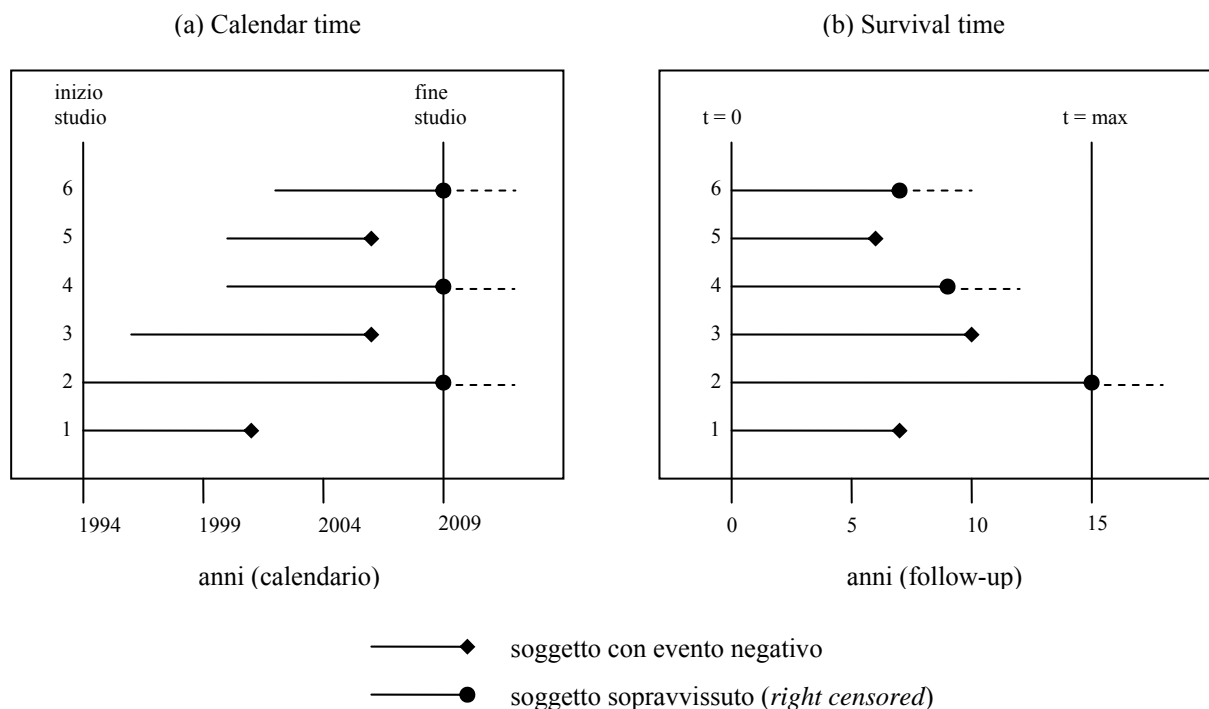 (a) Calendar time
inizio
studio
fine
studio
6
5
4
3
2
1
1994
1999
2004
2009
anni (calendario)
(b) Survival time
t = 0
t = max
6
5
4
3
2
1
0
5
10
15
anni (follow-up)
soggetto con evento negativo
soggetto sopravvissuto (right censored)